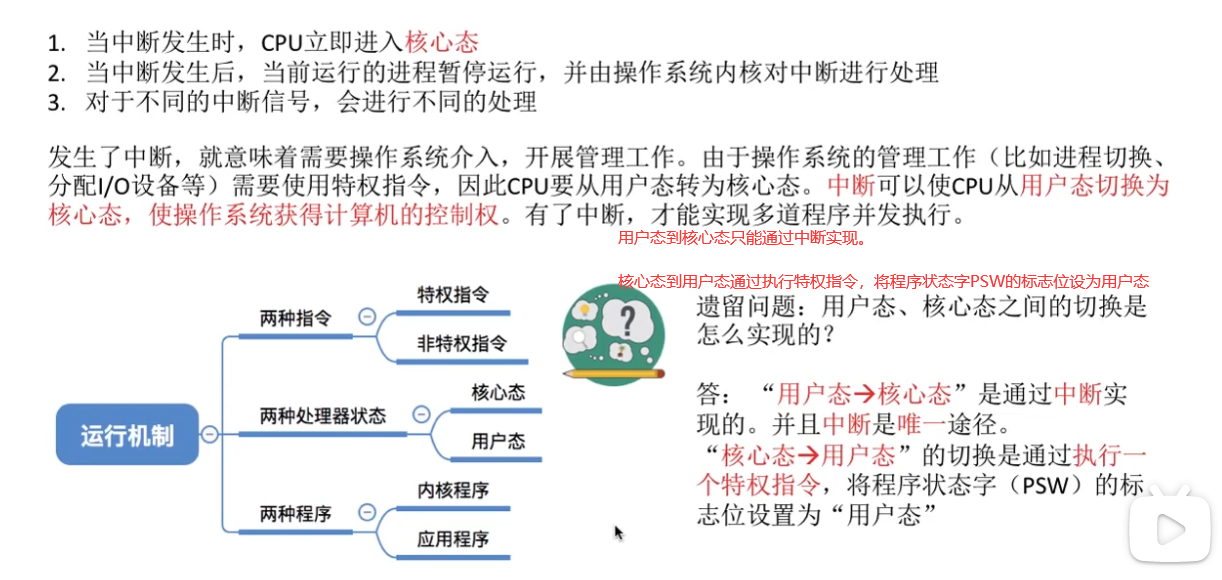 1. 当中断发生时，CPU立即进入核心态
2. 当中断发生后，当前运行的进程暂停运行，并由操作系统内核对中断进行处理
3. 对于不同的中断信号，会进行不同的处理
发生了中断，就意味着需要操作系统介入，开展管理工作。由于操作系统的管理工作（比如进程切换、
分配I/O设备等）需要使用特权指令，因此CPU要从用户态转为核心态。中断可以使CPU从用户态切换为
核心态，使操作系统获得计算机的控制权。有了中断，才能实现多道程序并发执行。
用户态到核心态只能通过中断实现。
核心态到用户态通过执行特权指令，将程序状态字PSW的标志位设为用户态
运行机制
两种指令
特权指令
非特权指令
两种处理器状态
核心态
用户态
两种程序
内核程序
应用程序
?
遗留问题：用户态、核心态之间的切换是
怎么实现的？
答：“用户态→核心态”是通过中断实
现的。并且中断是唯一途径。
“核心态→用户态”的切换是通过执行一
个特权指令，将程序状态字（PSW）的标
志位设置为“用户态”